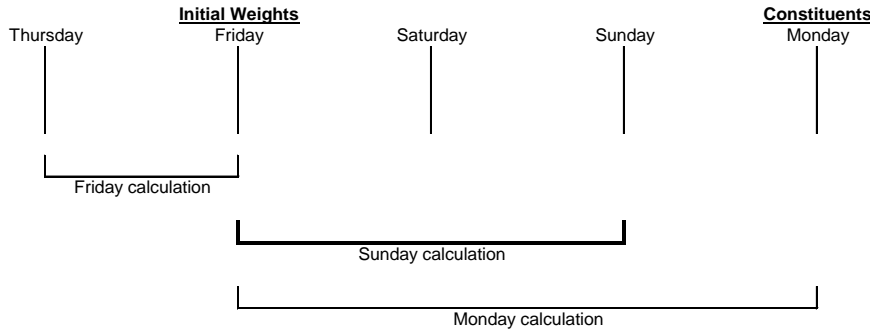 Initial Weights
Constituents
Thursday
Friday
Saturday
Sunday
Monday
Friday calculation
Sunday calculation
Monday calculation